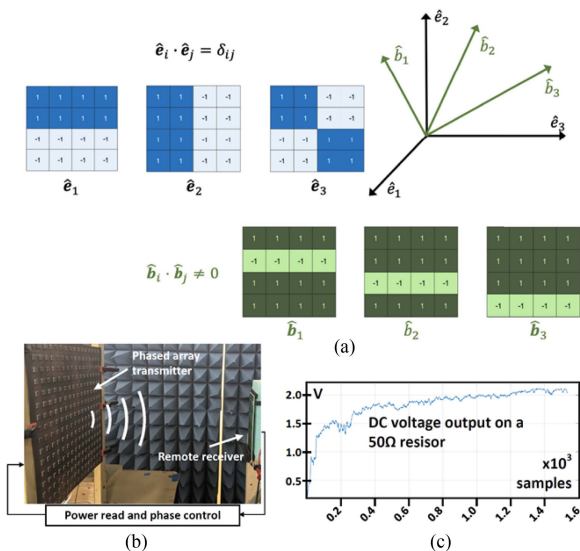 ê_i · ê_j = δ_ij
ê_2
b̂_1
b̂_2
b̂_3
ê_3
ê_1
1 1 1 1
1 1 1 1
-1 -1 -1 -1
-1 -1 -1 -1
ê_1
1 1 -1 -1
1 1 -1 -1
1 1 -1 -1
1 1 -1 -1
ê_2
1 1 -1 -1
1 1 -1 -1
-1 -1 1 1
-1 -1 1 1
ê_3
b̂_i · b̂_j ≠ 0
1 1 1 1
-1 -1 -1 -1
1 1 1 1
1 1 1 1
b̂_1
1 1 1 1
1 1 1 1
-1 -1 -1 -1
1 1 1 1
b̂_2
1 1 1 1
1 1 1 1
1 1 1 1
-1 -1 -1 -1
b̂_3
(a)
Phased array
transmitter
Remote receiver
Power read and phase control
(b)
V
2.0
1.5
1.0
0.5
DC voltage output on a
50Ω resisor
x10³
samples
0.2 0.4 0.6 0.8 1.0 1.2 1.4 1.6
(c)